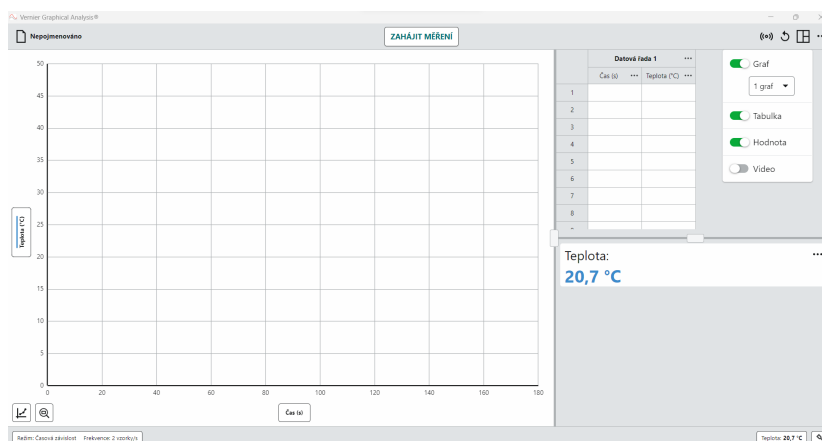 Vernier Graphical Analysis®
Nepojmenováno
ZAHÁJIT MĚŘENÍ
50
45
40
35
30
25
20
15
10
5
0
Teplota (°C)
0 20 40 60 80 100 120 140 160 180
Čas (s)
Datová řada 1
Čas (s) Teplota (°C)
1
2
3
4
5
6
7
8
Graf
1 graf
Tabulka
Hodnota
Video
Teplota:
20,7 °C
Režim: Časová závislost Frekvence: 2 vzorky/s
Teplota: 20,7 °C